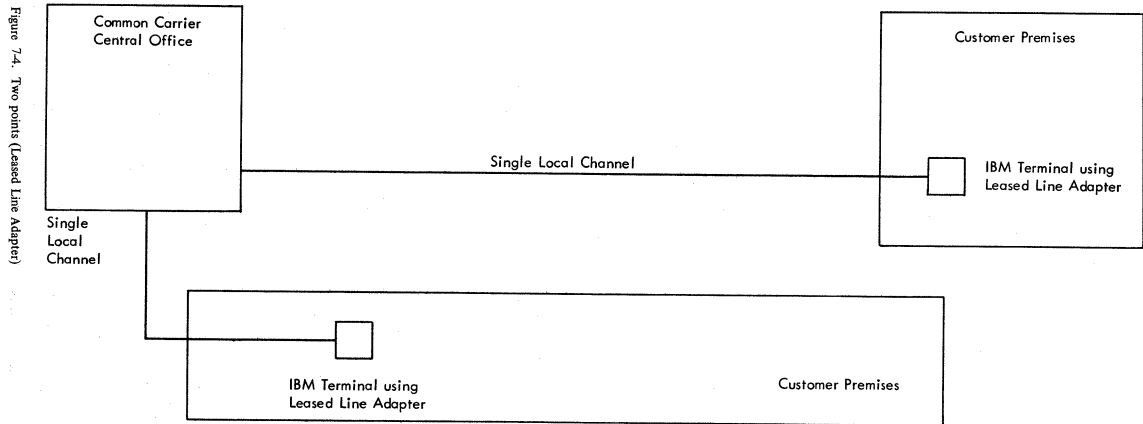 Common Carrier
Central Office
Customer Premises
Single Local Channel
IBM Terminal using
Leased Line Adapter
Single
Local
Channel
IBM Terminal using
Leased Line Adapter
Customer Premises
Figure 7-4. Two points (Leased Line Adapter)